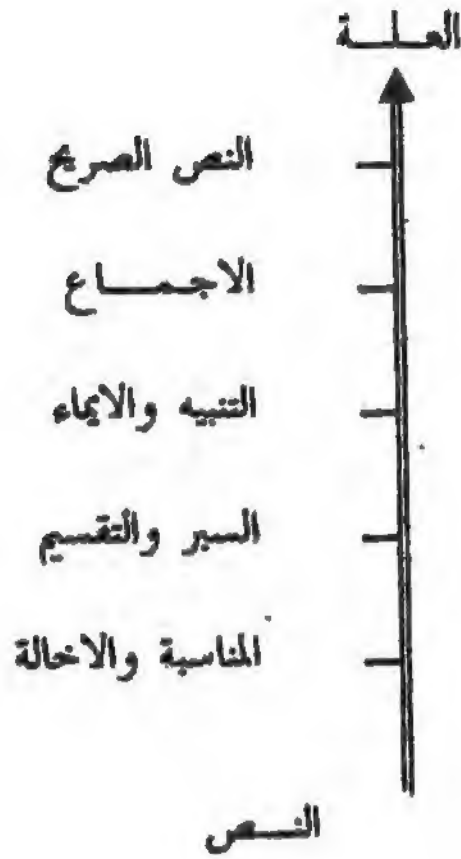 العلة
النص الصريح
الاجماع
التنبيه والايماء
السبر والتقسيم
المناسبة والاخالة
النص